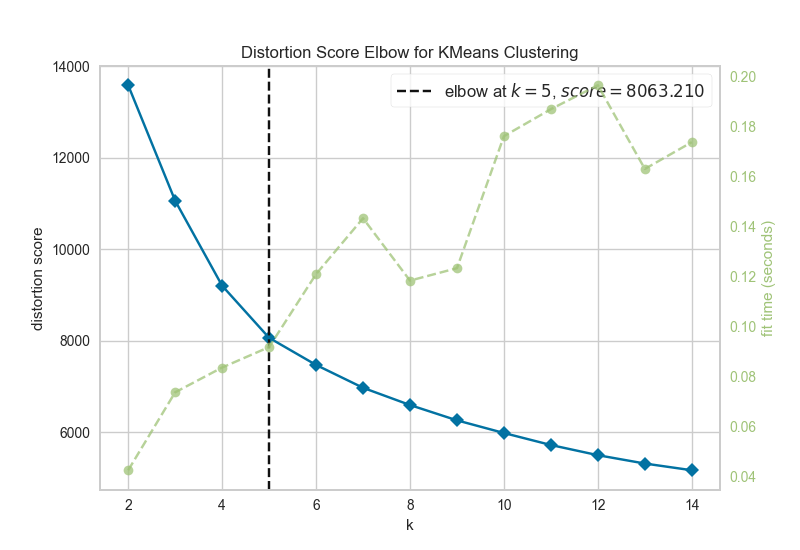 Distortion Score Elbow for KMeans Clustering
elbow at k = 5, score = 8063.210
distortion score
14000
12000
10000
8000
6000
0.20
0.18
0.16
0.14
0.12
0.10
0.08
0.06
0.04
fit time (seconds)
2 4 6 8 10 12 14
k